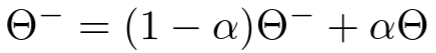 Θ⁻ = (1 − α)Θ⁻ + αΘ